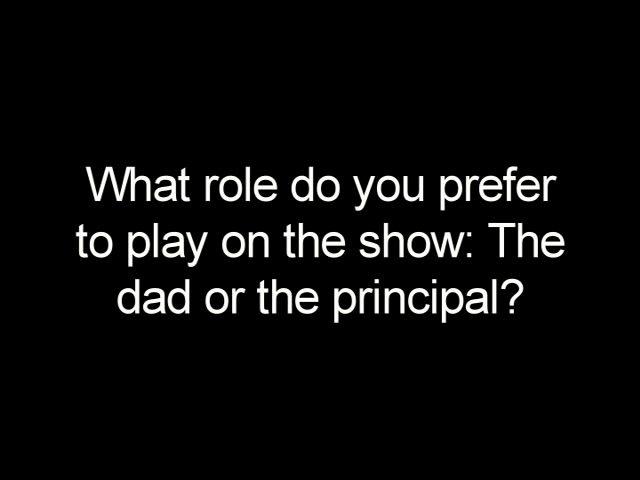 What role do you prefer
to play on the show: The
dad or the principal?